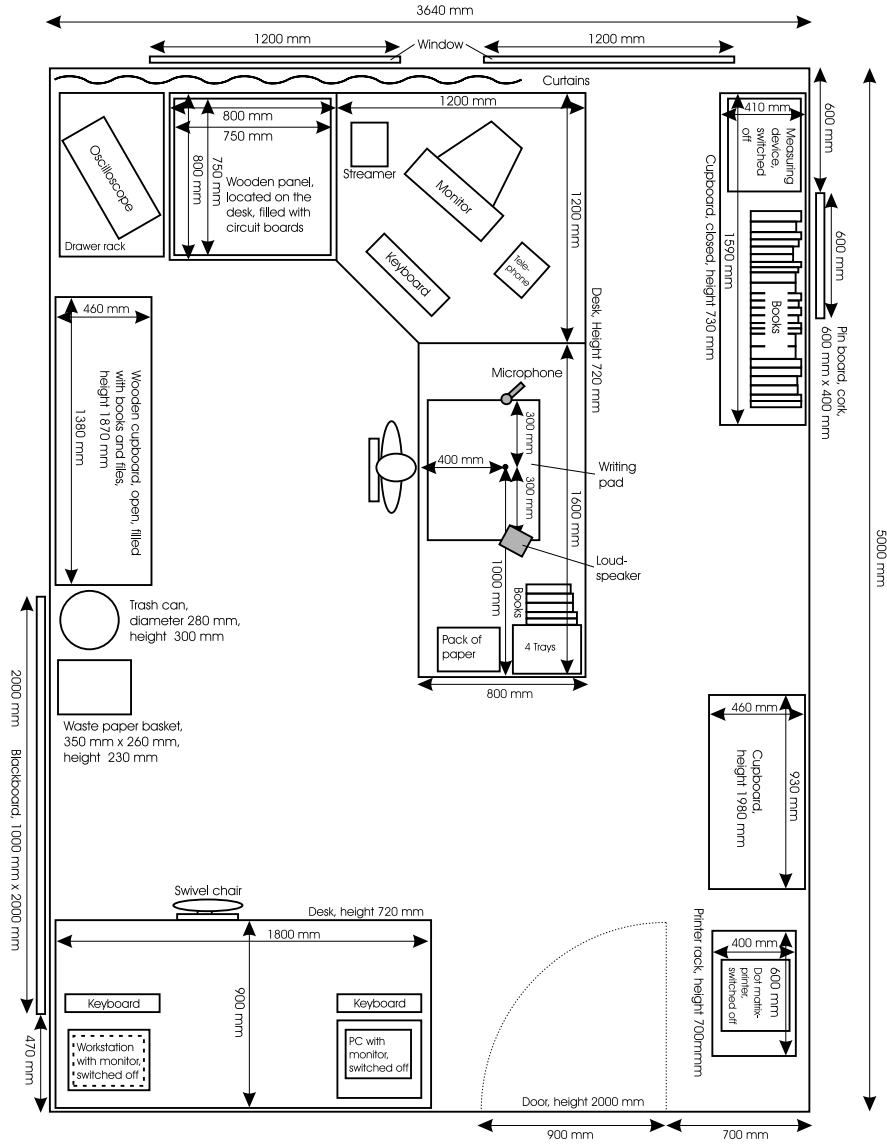 3640 mm
1200 mm
Window
1200 mm
Curtains
800 mm
750 mm
750 mm
800 mm
Wooden panel,
located on the
desk, filled with
circuit boards
Oscilloscope
Drawer rack
1200 mm
Streamer
Monitor
Keyboard
Tele-
phone
1200 mm
Desk, Height 720 mm
410 mm
Measuring
device,
switched
off
Cupboard, closed, height 730 mm
1590 mm
Books
600 mm
600 mm
Pin board, cork,
600 mm x 400 mm
5000 mm
460 mm
Wooden cupboard, open, filled
with books and files,
height 1870 mm
1380 mm
Microphone
300 mm
400 mm
300 mm
Writing
pad
1600 mm
1000 mm
Loud-
speaker
Books
Pack of
paper
4 Trays
800 mm
Trash can,
diameter 280 mm,
height 300 mm
Waste paper basket,
350 mm x 260 mm,
height 230 mm
2000 mm
Blackboard, 1000 mm x 2000 mm
470 mm
460 mm
Cupboard,
height 1980 mm
930 mm
Swivel chair
Desk, height 720 mm
1800 mm
900 mm
Keyboard
Keyboard
Workstation
with monitor,
switched off
PC with
monitor,
switched off
Printer rack, height 700mmm
400 mm
600 mm
Dot matrix-
printer,
switched off
Door, height 2000 mm
900 mm
700 mm